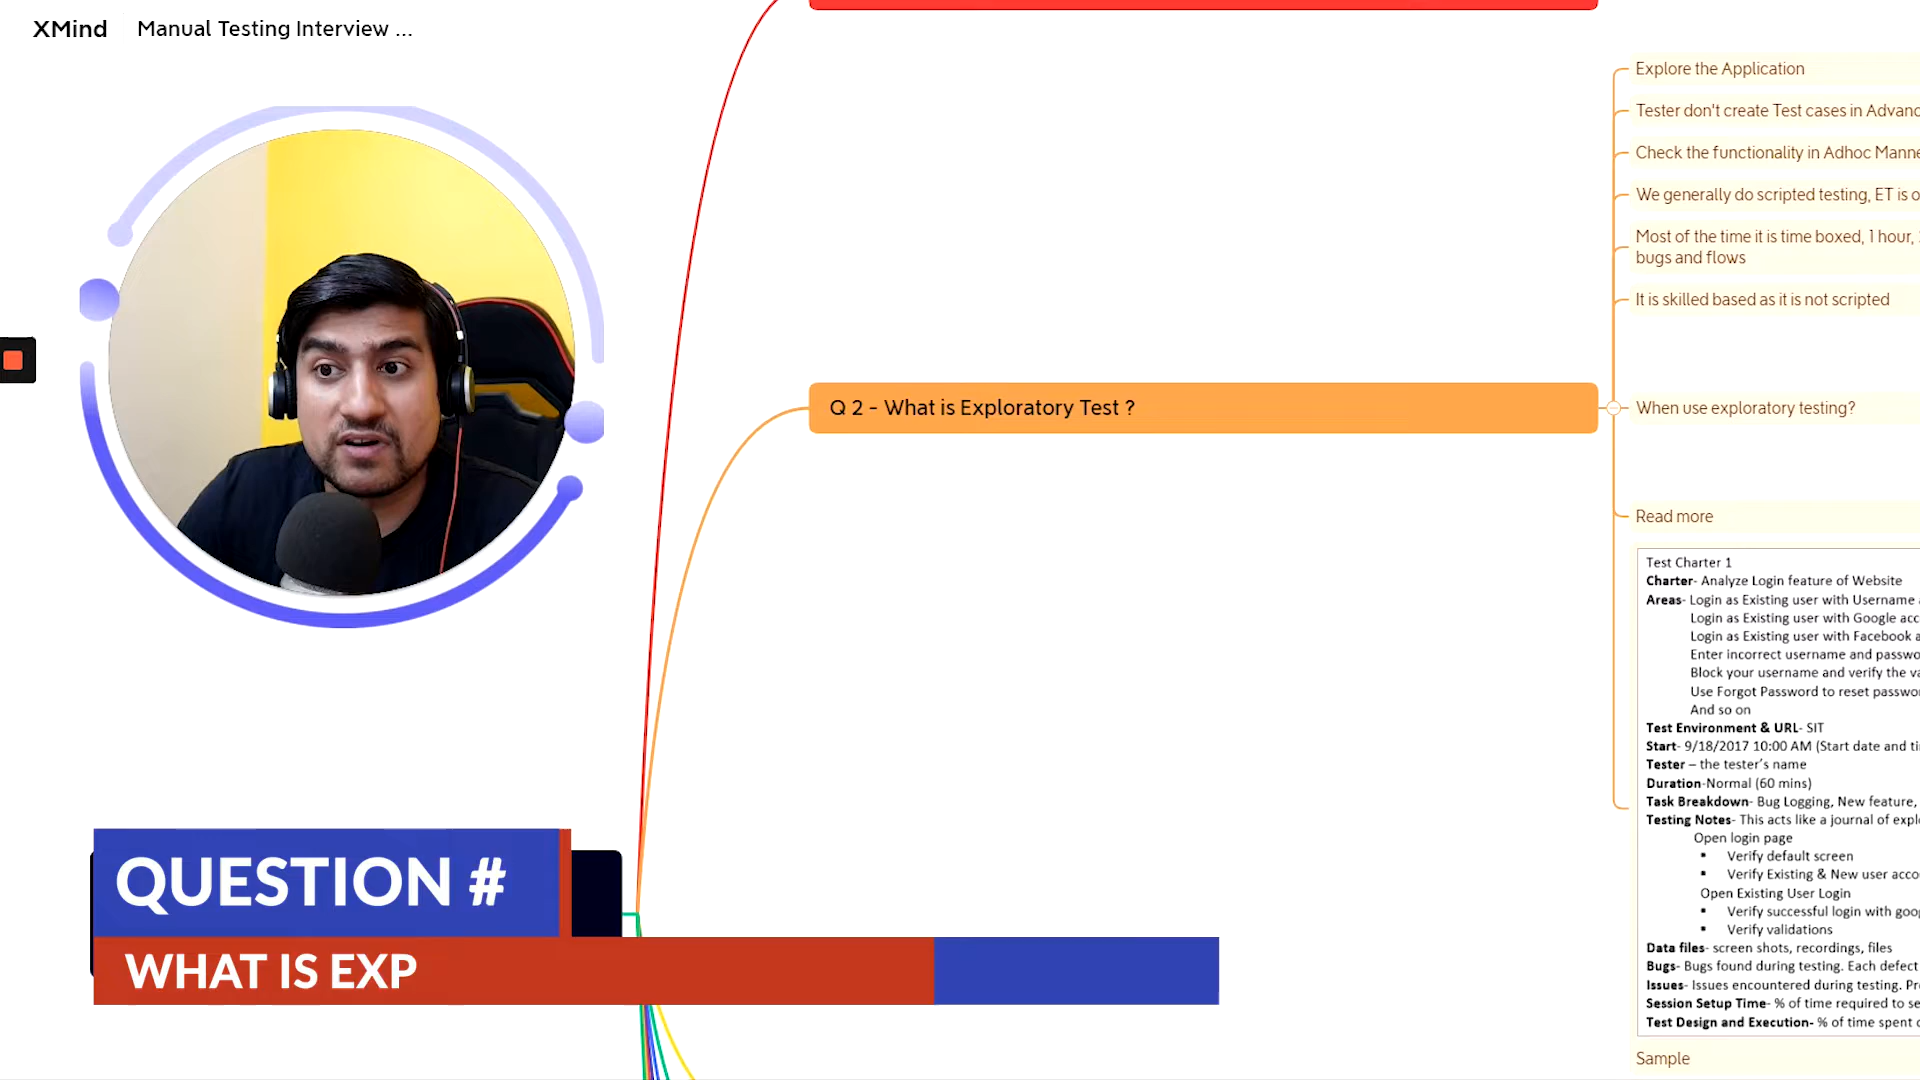 XMind
Manual Testing Interview ...
Explore the Application
Tester don't create Test cases in Advanc
Check the functionality in Adhoc Manne
We generally do scripted testing, ET is o
Most of the time it is time boxed, 1 hour,
bugs and flows
It is skilled based as it is not scripted
Q 2 - What is Exploratory Test ?
When use exploratory testing?
Read more
Test Charter 1
Charter- Analyze Login feature of Website
Areas- Login as Existing user with Username
Login as Existing user with Google acc
Login as Existing user with Facebook a
Enter incorrect username and passwo
Block your username and verify the va
Use Forgot Password to reset passwo
And so on
Test Environment & URL- SIT
Start- 9/18/2017 10:00 AM (Start date and ti
Tester – the tester's name
Duration-Normal (60 mins)
Task Breakdown- Bug Logging, New feature,
Testing Notes- This acts like a journal of expl
Open login page
▪ Verify default screen
▪ Verify Existing & New user acco
Open Existing User Login
▪ Verify successful login with goog
▪ Verify validations
Data files- screen shots, recordings, files
Bugs- Bugs found during testing. Each defect
Issues- Issues encountered during testing. Pr
Session Setup Time- % of time required to se
Test Design and Execution- % of time spent
Sample
QUESTION #
WHAT IS EXP